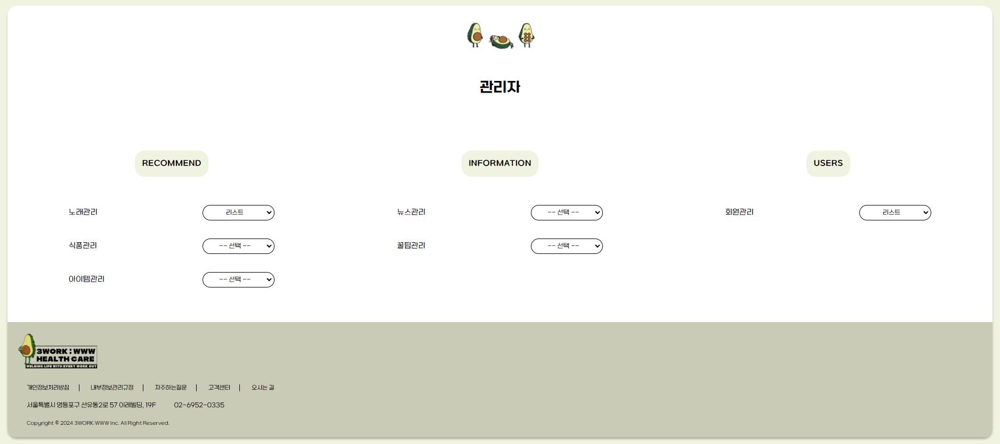 관리자
RECOMMEND
노래관리 리스트
식품관리 -- 선택 --
아이템관리 -- 선택 --
INFORMATION
뉴스관리 -- 선택 --
꿀팁관리 -- 선택 --
USERS
회원관리 리스트
3WORK : WWW
HEALTH CARE
WELBING LIFE WITH EVERY WORK OUT
개인정보처리방침 | 내부정보관리규정 | 자주하는질문 | 고객센터 | 오시는 길
서울특별시 영등포구 선유동2로 57 이레빌딩, 19F 02-6952-0335
Copyright © 2024 3WORK:WWW Inc. All Right Reserved.